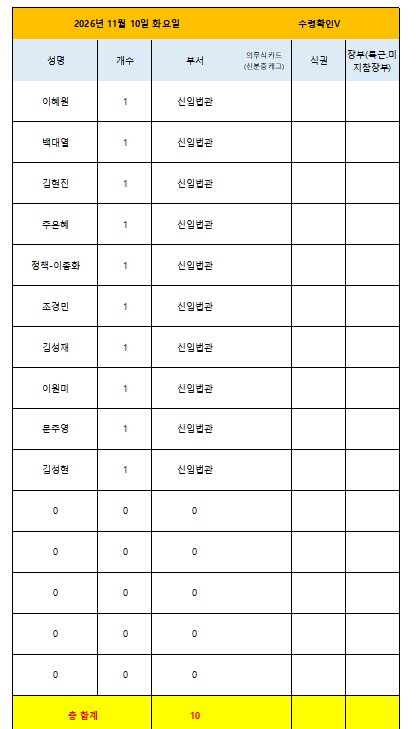 2026년 11월 10일 화요일 수령확인V
성명 개수 부서 의무식카드 (신분증케그) 식권 장부(특근.미지참장부)
이혜원 1 신임법관
백대열 1 신임법관
김현진 1 신임법관
주은혜 1 신임법관
정책-이종화 1 신임법관
조경민 1 신임법관
김성재 1 신임법관
이원미 1 신임법관
문주영 1 신임법관
김성현 1 신임법관
0 0 0
0 0 0
0 0 0
0 0 0
0 0 0
총 합계 10